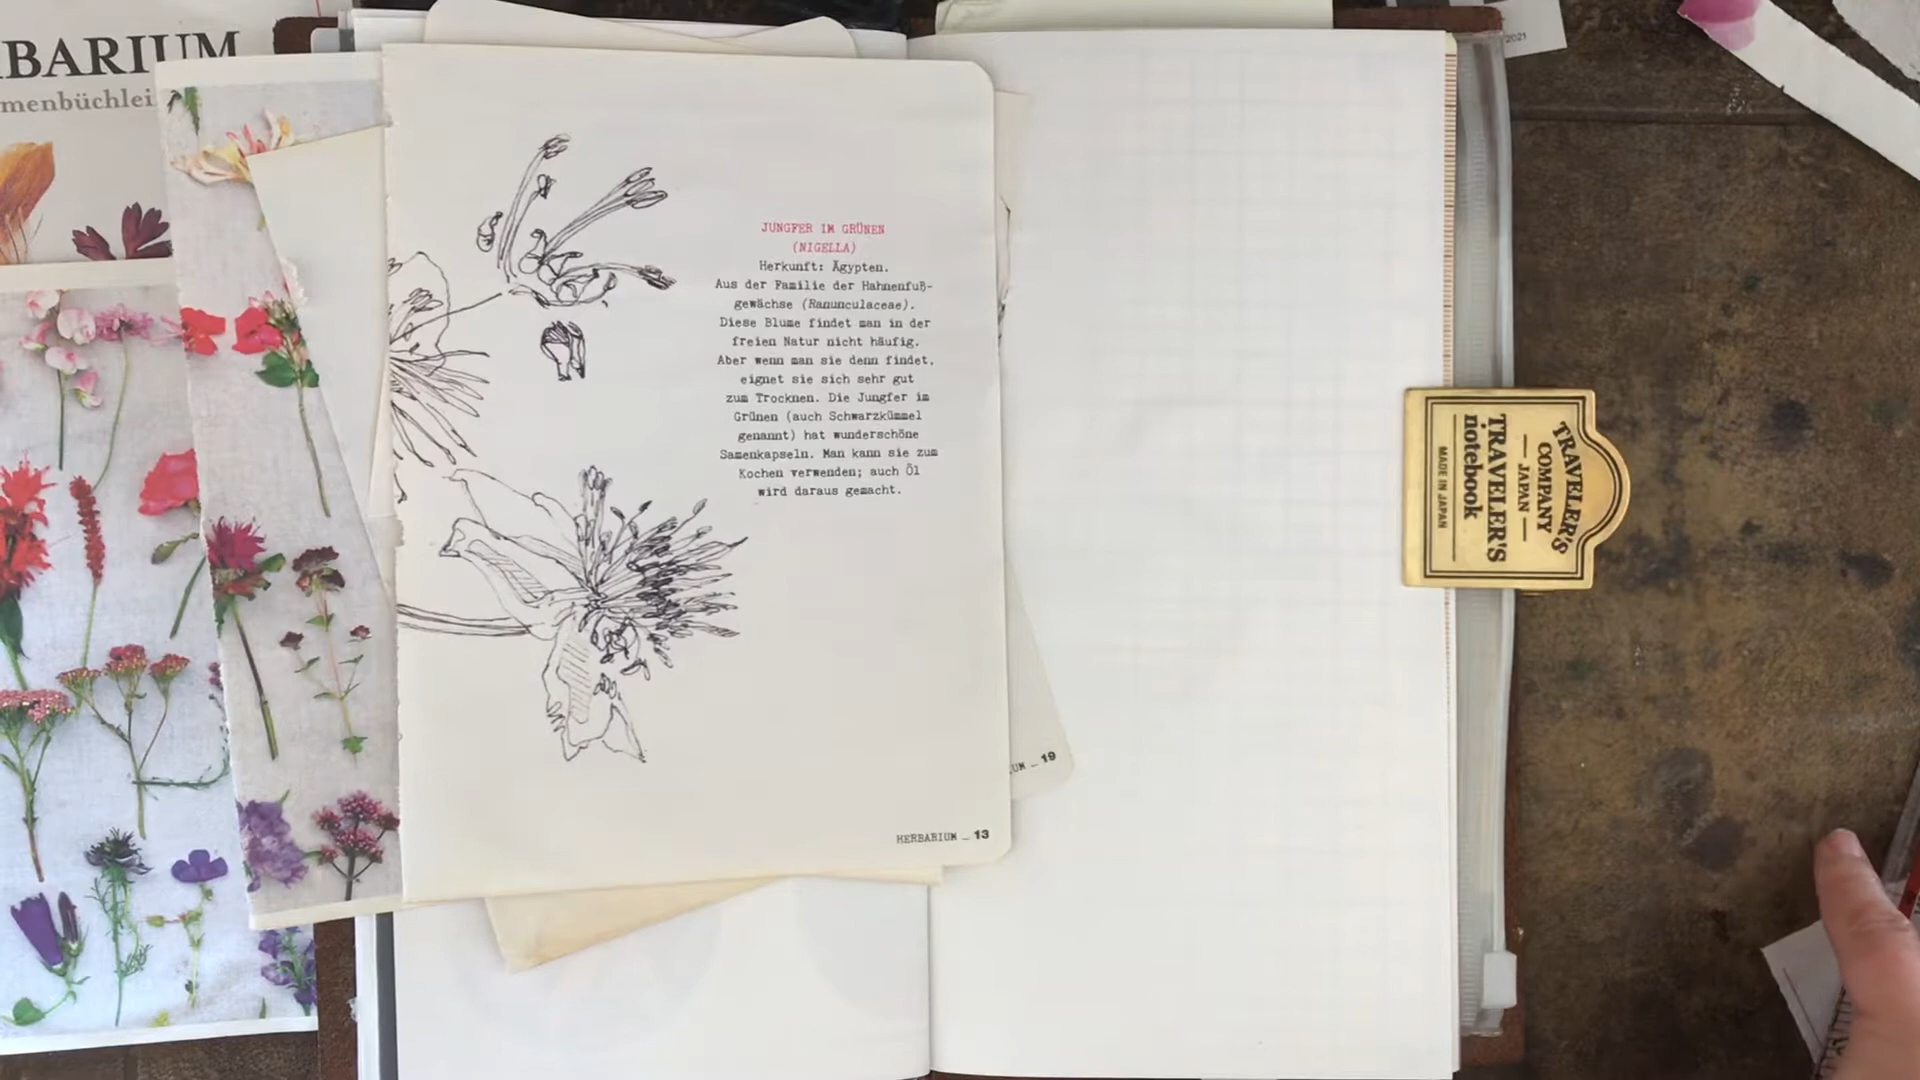 BARIUM
menbüchlei
JUNGFER IM GRÜNEN
(NIGELLA)
Herkunft: Ägypten.
Aus der Familie der Hahnenfuß-
gewächse (Ranunculaceae).
Diese Blume findet man in der
freien Natur nicht häufig.
Aber wenn man sie denn findet,
eignet sie sich sehr gut
zum Trocknen. Die Jungfer im
Grünen (auch Schwarzkümmel
genannt) hat wunderschöne
Samenkapseln. Man kann sie zum
Kochen verwenden; auch Öl
wird daraus gemacht.
HERBARIUM _ 13
UM _ 19
2021
TRAVELER'S
COMPANY
— JAPAN —
TRAVELER'S
notebook
MADE IN JAPAN